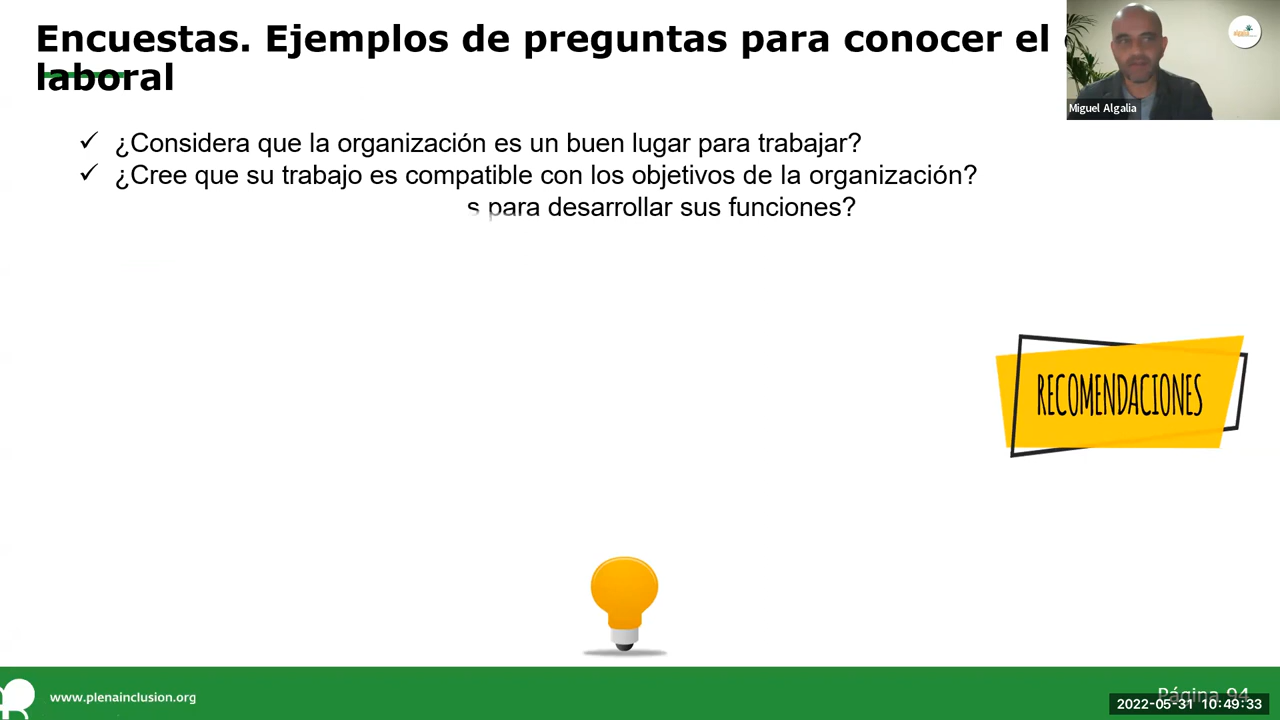 Encuestas. Ejemplos de preguntas para conocer el
laboral
Miguel Algalia
✓ ¿Considera que la organización es un buen lugar para trabajar?
✓ ¿Cree que su trabajo es compatible con los objetivos de la organización?
s para desarrollar sus funciones?
RECOMENDACIONES
www.plenainclusion.org
Página 94
2022-05-31 10:49:33